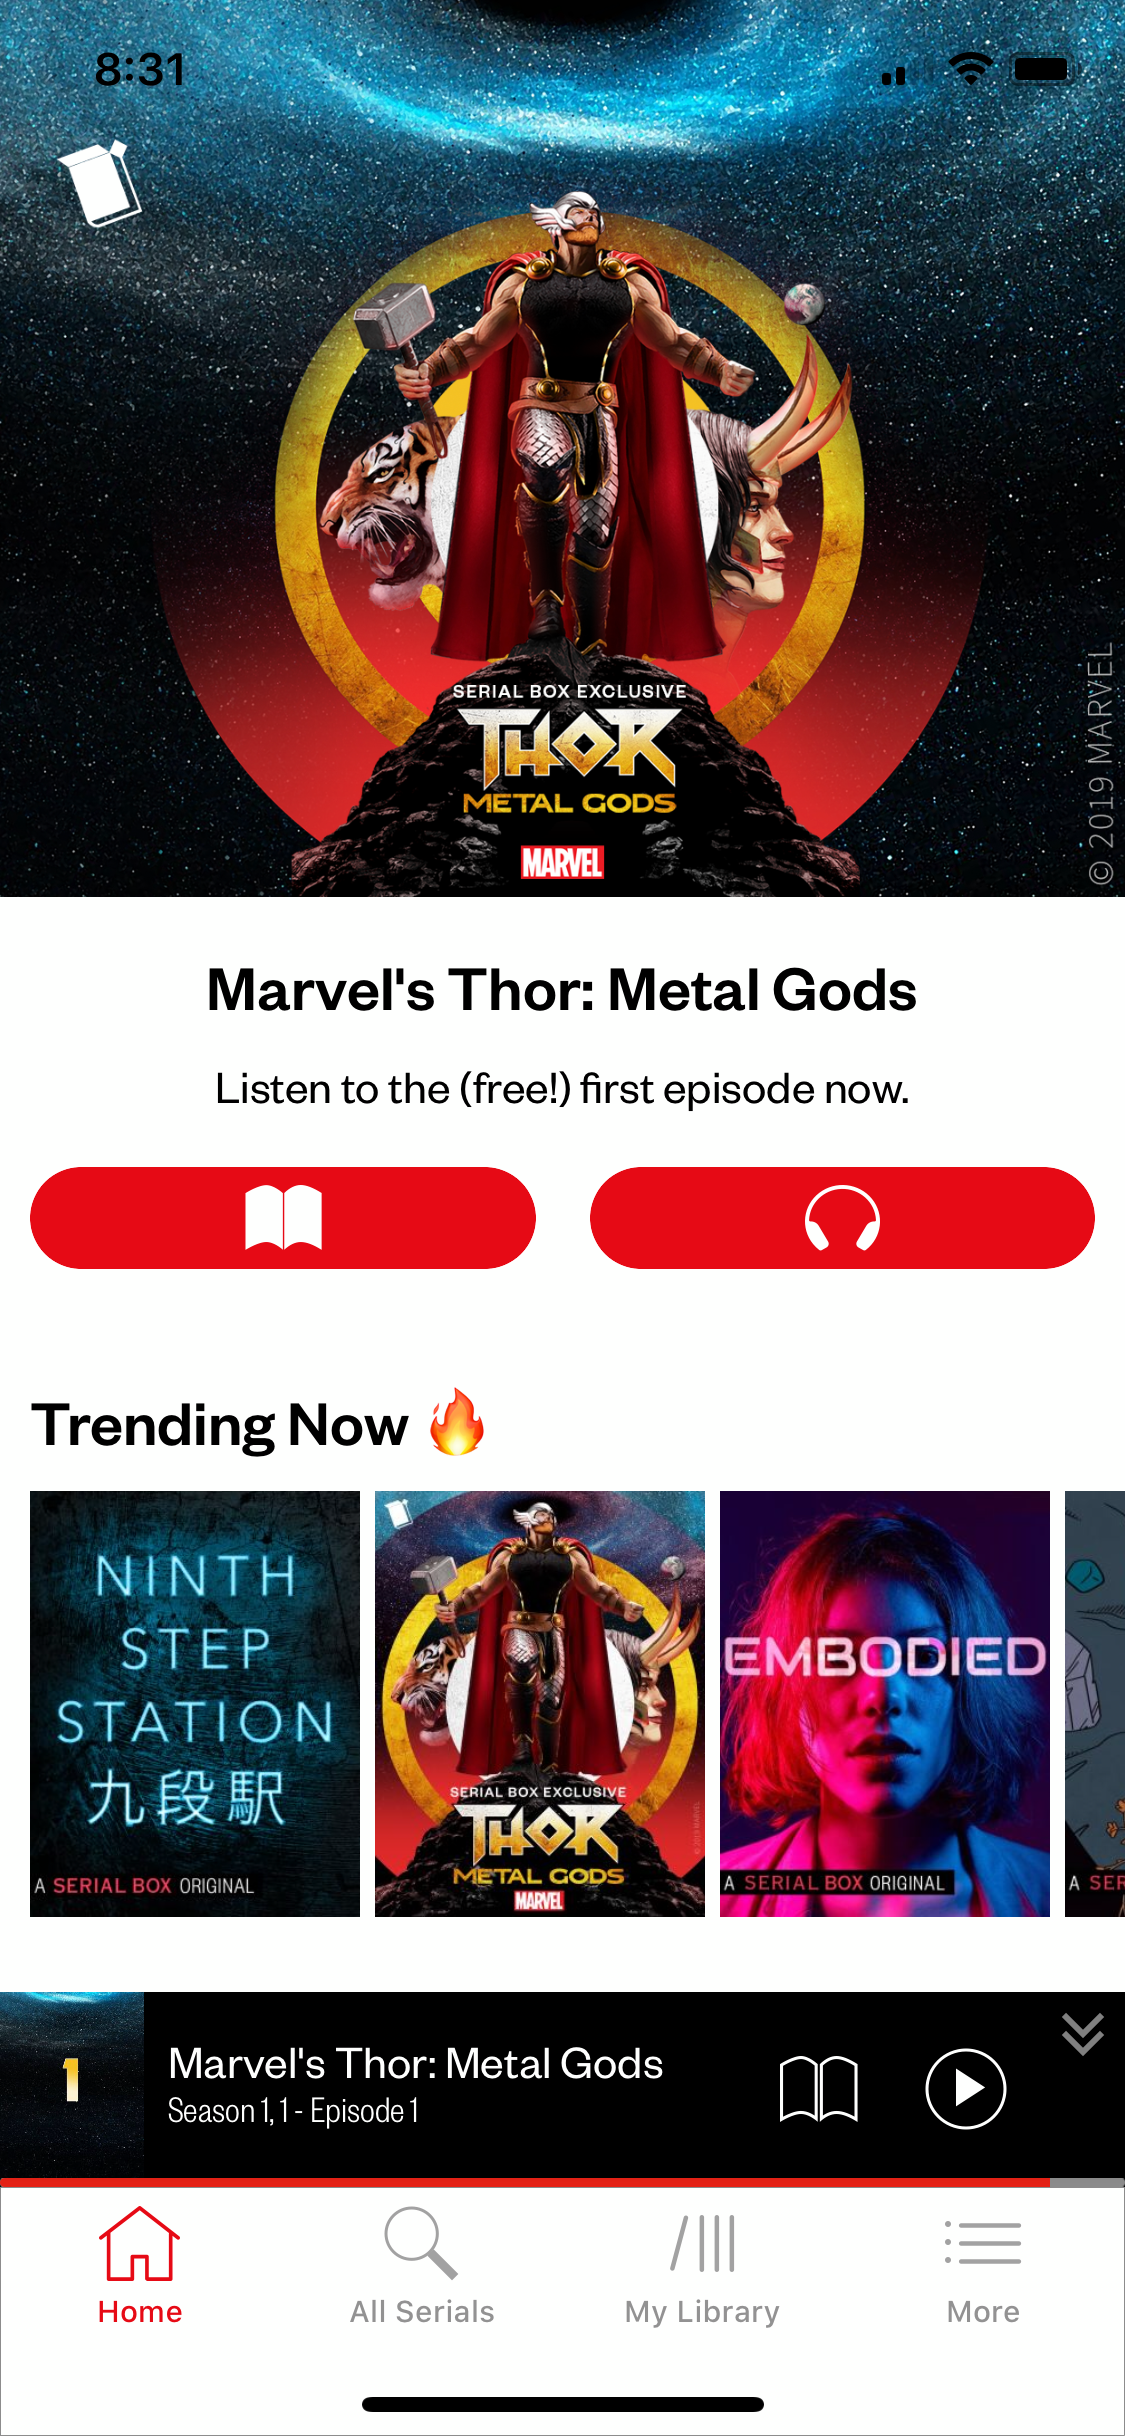 8:31
SERIAL BOX EXCLUSIVE
THOR
METAL GODS
MARVEL
© 2019 MARVEL
Marvel's Thor: Metal Gods
Listen to the (free!) first episode now.
Trending Now 🔥
NINTH
STEP
STATION
九段駅
A SERIAL BOX ORIGINAL
SERIAL BOX EXCLUSIVE
THOR
METAL GODS
MARVEL
© 2019 MARVEL
EMBODIED
A SERIAL BOX ORIGINAL
A SER
1
Marvel's Thor: Metal Gods
Season 1, 1 - Episode 1
Home
All Serials
My Library
More